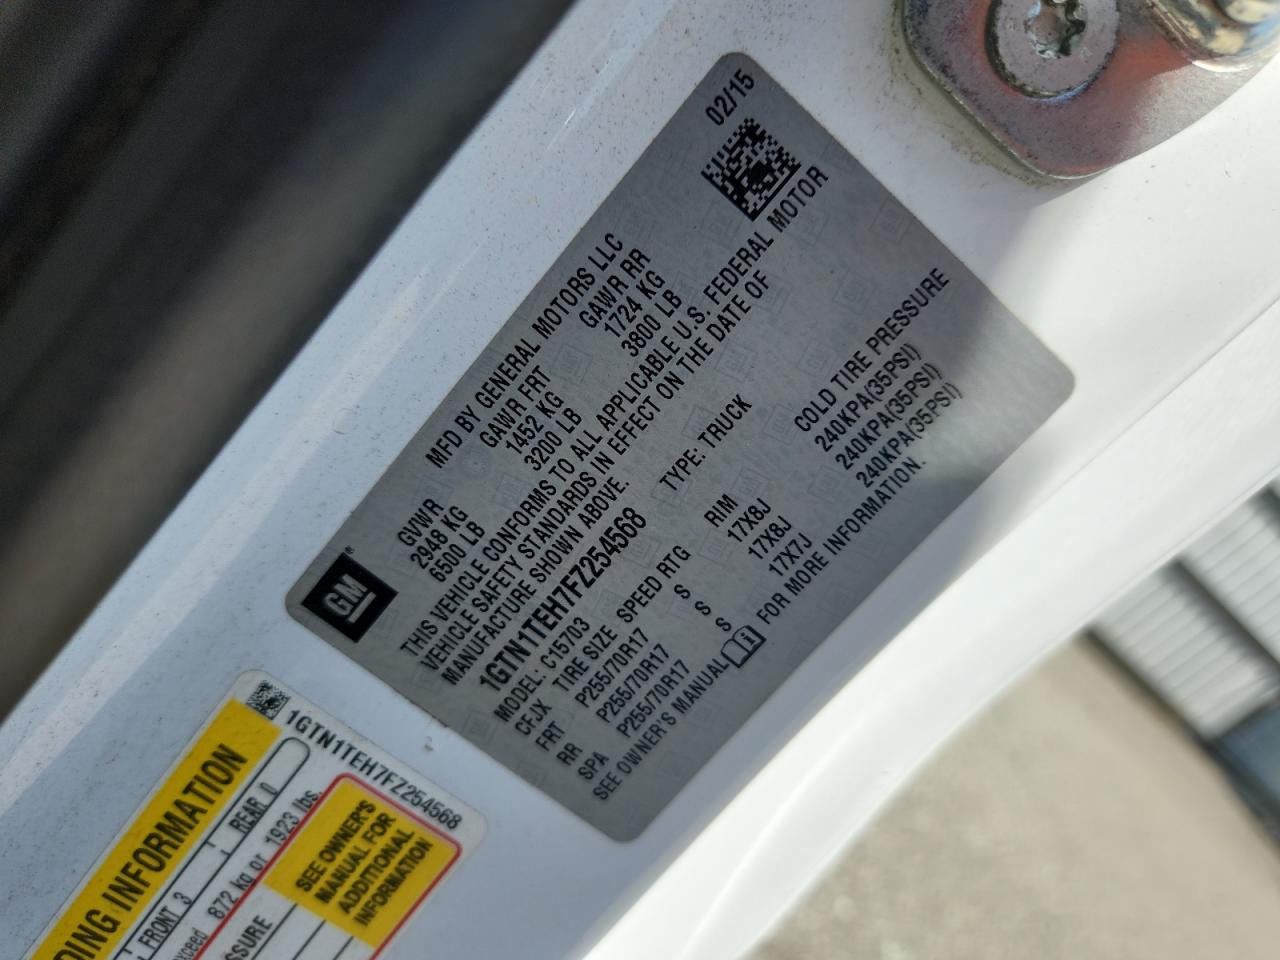 02/15
MFD BY GENERAL MOTORS LLC
GVWR GAWR FRT GAWR RR
2948 KG 1452 KG 1724 KG
6500 LB 3200 LB 3800 LB
THIS VEHICLE CONFORMS TO ALL APPLICABLE U.S. FEDERAL MOTOR
VEHICLE SAFETY STANDARDS IN EFFECT ON THE DATE OF
MANUFACTURE SHOWN ABOVE.
1GTN1TEH7FZ254568 TYPE: TRUCK
MODEL: C15703
CFJX TIRE SIZE SPEED RTG RIM COLD TIRE PRESSURE
FRT P255/70R17 S 17X8J 240KPA(35PSI)
RR P255/70R17 S 17X8J 240KPA(35PSI)
SPA P255/70R17 S 17X7J 240KPA(35PSI)
SEE OWNER'S MANUAL FOR MORE INFORMATION.
GM®
1GTN1TEH7FZ254568
DING INFORMATION
FRONT 3 REAR 0
exceed 872 kg or 1923 lbs.
SSURE
SEE OWNER'S
MANUAL FOR
ADDITIONAL
INFORMATION